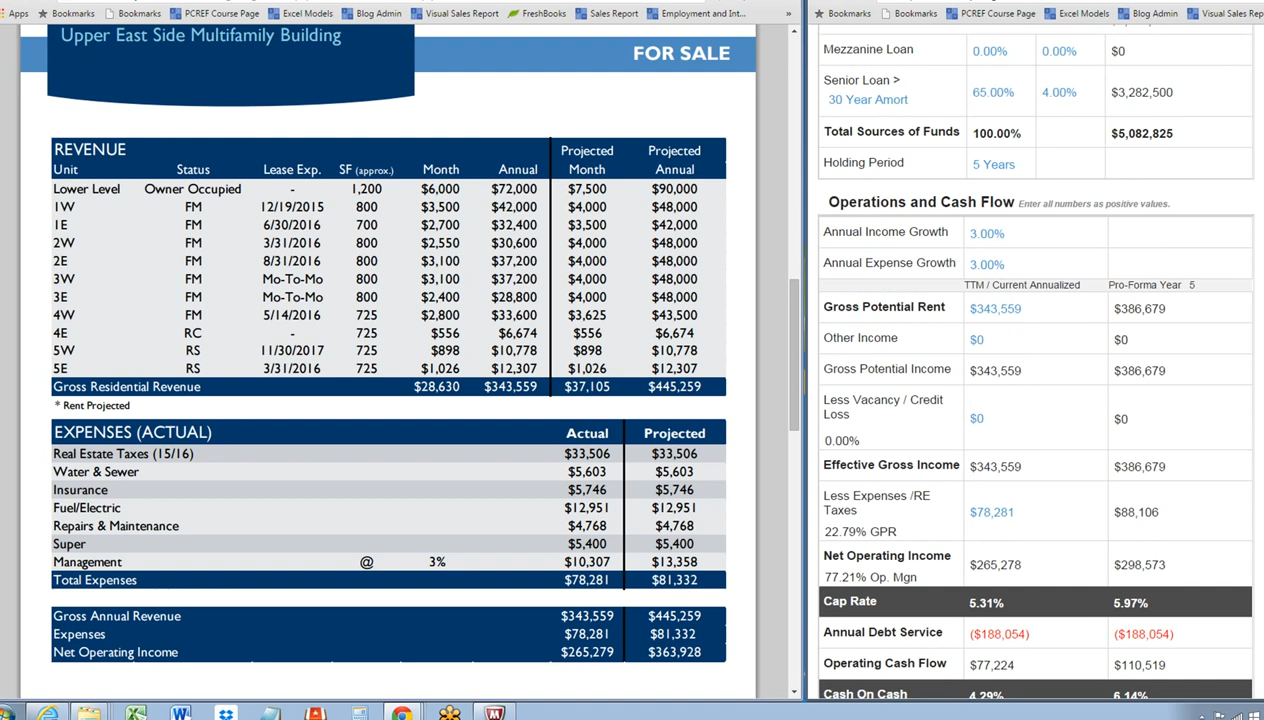 Apps Bookmarks Bookmarks PCREF Course Page Excel Models Blog Admin Visual Sales Report FreshBooks Sales Report Employment and Int... »
Upper East Side Multifamily Building
FOR SALE
REVENUE Projected Projected
Unit Status Lease Exp. SF (approx.) Month Annual Month Annual
Lower Level Owner Occupied - 1,200 $6,000 $72,000 $7,500 $90,000
1W FM 12/19/2015 800 $3,500 $42,000 $4,000 $48,000
1E FM 6/30/2016 700 $2,700 $32,400 $3,500 $42,000
2W FM 3/31/2016 800 $2,550 $30,600 $4,000 $48,000
2E FM 8/31/2016 800 $3,100 $37,200 $4,000 $48,000
3W FM Mo-To-Mo 800 $3,100 $37,200 $4,000 $48,000
3E FM Mo-To-Mo 800 $2,400 $28,800 $4,000 $48,000
4W FM 5/14/2016 725 $2,800 $33,600 $3,625 $43,500
4E RC - 725 $556 $6,674 $556 $6,674
5W RS 11/30/2017 725 $898 $10,778 $898 $10,778
5E RS 3/31/2016 725 $1,026 $12,307 $1,026 $12,307
Gross Residential Revenue $28,630 $343,559 $37,105 $445,259
* Rent Projected
EXPENSES (ACTUAL) Actual Projected
Real Estate Taxes (15/16) $33,506 $33,506
Water & Sewer $5,603 $5,603
Insurance $5,746 $5,746
Fuel/Electric $12,951 $12,951
Repairs & Maintenance $4,768 $4,768
Super $5,400 $5,400
Management @ 3% $10,307 $13,358
Total Expenses $78,281 $81,332
Gross Annual Revenue $343,559 $445,259
Expenses $78,281 $81,332
Net Operating Income $265,279 $363,928
Bookmarks Bookmarks PCREF Course Page Excel Models Blog Admin Visual Sales Rep
Mezzanine Loan 0.00% 0.00% $0
Senior Loan >
30 Year Amort 65.00% 4.00% $3,282,500
Total Sources of Funds 100.00% $5,082,825
Holding Period 5 Years
Operations and Cash Flow Enter all numbers as positive values.
Annual Income Growth 3.00%
Annual Expense Growth 3.00%
TTM / Current Annualized Pro-Forma Year 5
Gross Potential Rent $343,559 $386,679
Other Income $0 $0
Gross Potential Income $343,559 $386,679
Less Vacancy / Credit
Loss $0 $0
0.00%
Effective Gross Income $343,559 $386,679
Less Expenses /RE
Taxes $78,281 $88,106
22.79% GPR
Net Operating Income $265,278 $298,573
77.21% Op. Mgn
Cap Rate 5.31% 5.97%
Annual Debt Service ($188,054) ($188,054)
Operating Cash Flow $77,224 $110,519
Cash On Cash 4.29% 6.14%